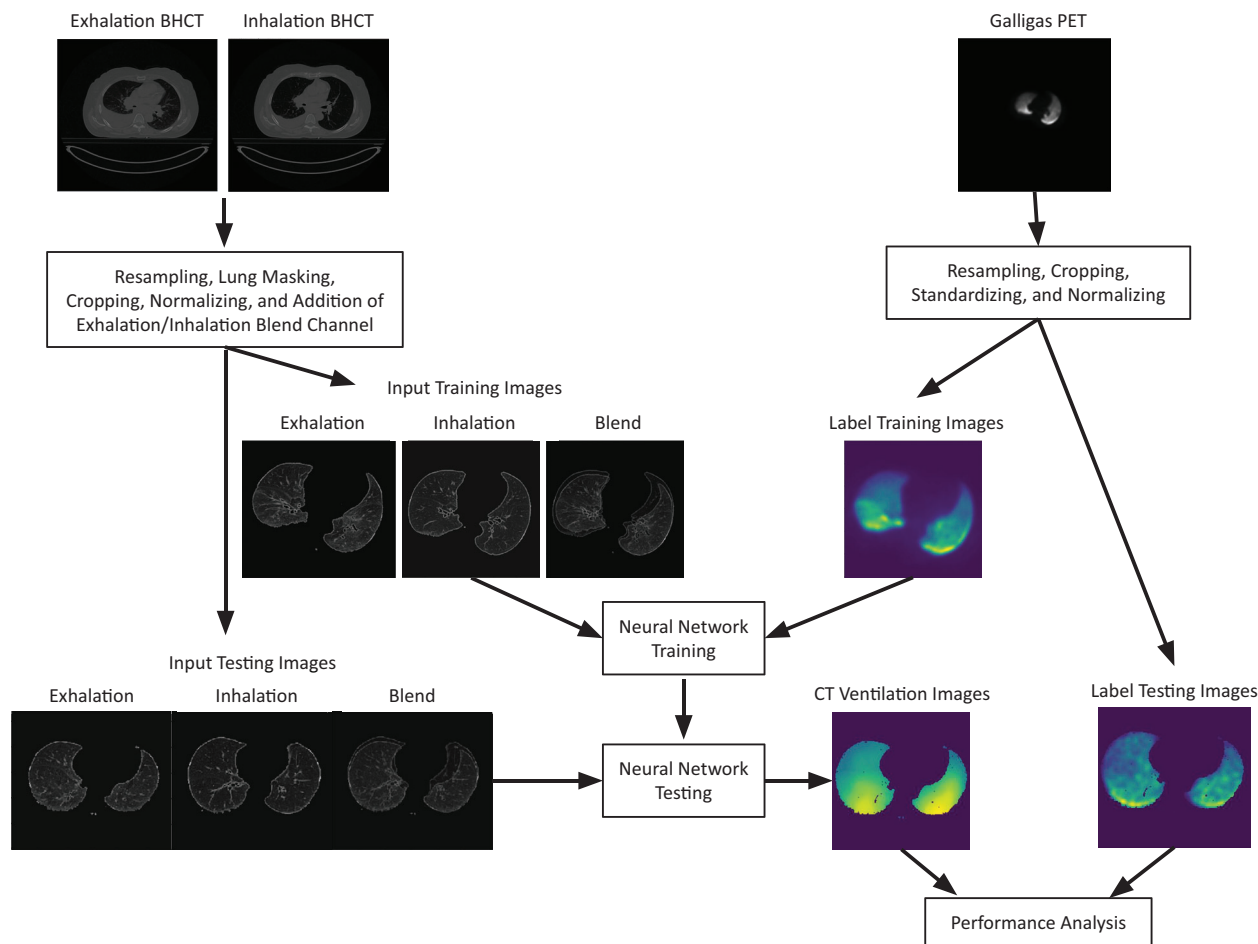 Exhalation BHCT
Inhalation BHCT
Galligas PET
Resampling, Lung Masking,
Cropping, Normalizing, and Addition of
Exhalation/Inhalation Blend Channel
Resampling, Cropping,
Standardizing, and Normalizing
Input Training Images
Exhalation
Inhalation
Blend
Label Training Images
Neural Network
Training
Input Testing Images
Exhalation
Inhalation
Blend
Neural Network
Testing
CT Ventilation Images
Label Testing Images
Performance Analysis